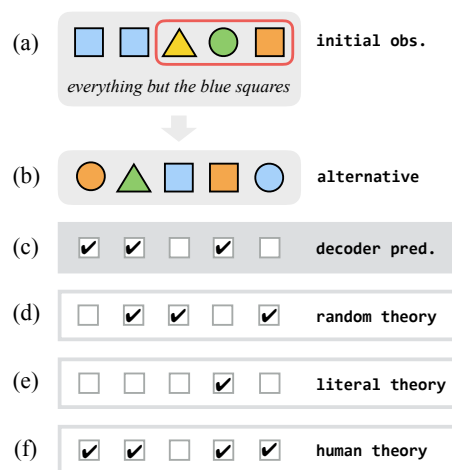 (a) initial obs.
everything but the blue squares
(b) alternative
(c) decoder pred.
(d) random theory
(e) literal theory
(f) human theory